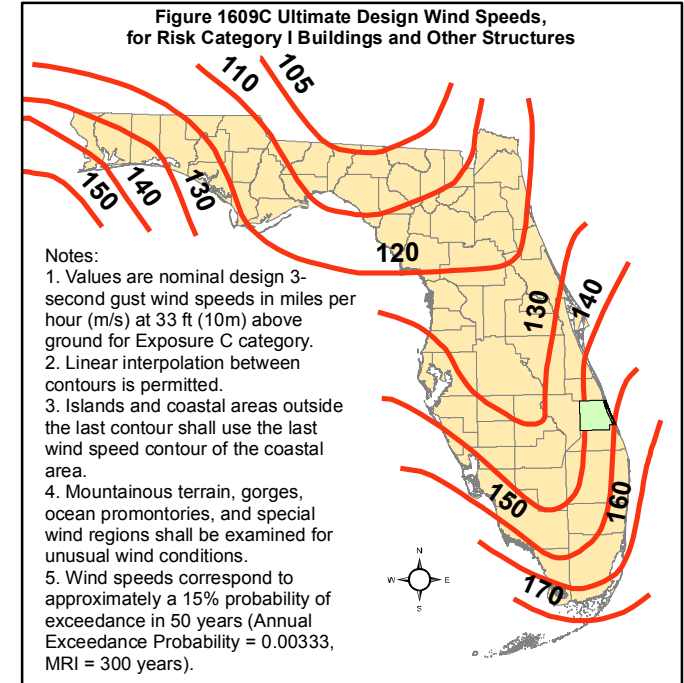 Figure 1609C Ultimate Design Wind Speeds,
for Risk Category I Buildings and Other Structures
105
110
150
140
130
120
130
140
150
160
170
N
W
E
S
Notes:
1. Values are nominal design 3-
second gust wind speeds in miles per
hour (m/s) at 33 ft (10m) above
ground for Exposure C category.
2. Linear interpolation between
contours is permitted.
3. Islands and coastal areas outside
the last contour shall use the last
wind speed contour of the coastal
area.
4. Mountainous terrain, gorges,
ocean promontories, and special
wind regions shall be examined for
unusual wind conditions.
5. Wind speeds correspond to
approximately a 15% probability of
exceedance in 50 years (Annual
Exceedance Probability = 0.00333,
MRI = 300 years).